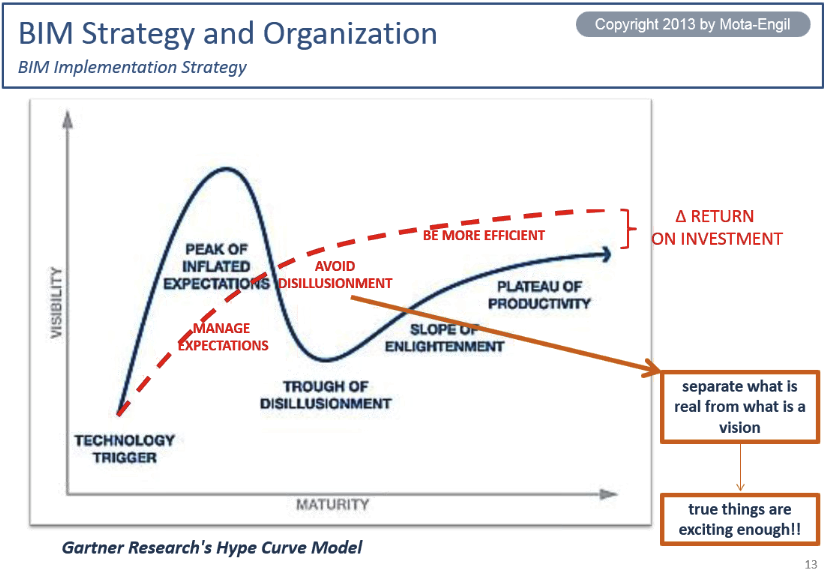 BIM Strategy and Organization
Copyright 2013 by Mota-Engil
BIM Implementation Strategy
VISIBILITY
PEAK OF
INFLATED
EXPECTATIONS
MANAGE
EXPECTATIONS
TECHNOLOGY
TRIGGER
AVOID
DISILLUSIONMENT
TROUGH OF
DISILLUSIONMENT
BE MORE EFFICIENT
SLOPE OF
ENLIGHTENMENT
PLATEAU OF
PRODUCTIVITY
Δ RETURN
ON INVESTMENT
separate what is
real from what is a
vision
true things are
exciting enough!!
MATURITY
Gartner Research's Hype Curve Model
13